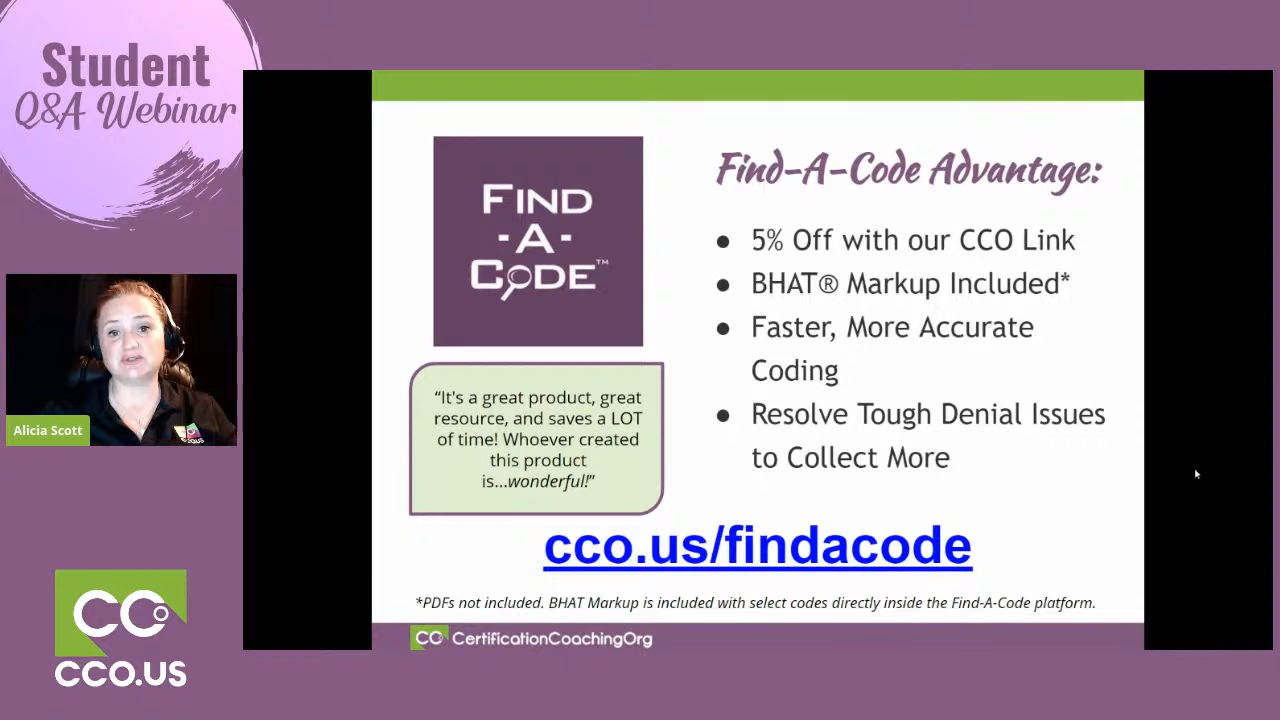 Student
Q&A Webinar
FIND
-A-
CODE™
Find-A-Code Advantage:
● 5% Off with our CCO Link
● BHAT® Markup Included*
● Faster, More Accurate
Coding
● Resolve Tough Denial Issues
to Collect More
“It's a great product, great
resource, and saves a LOT
of time! Whoever created
this product
is...wonderful!”
cco.us/findacode
*PDFs not included. BHAT Markup is included with select codes directly inside the Find-A-Code platform.
CO CertificationCoachingOrg
Alicia Scott
CCO.US
CCO
CCO.US